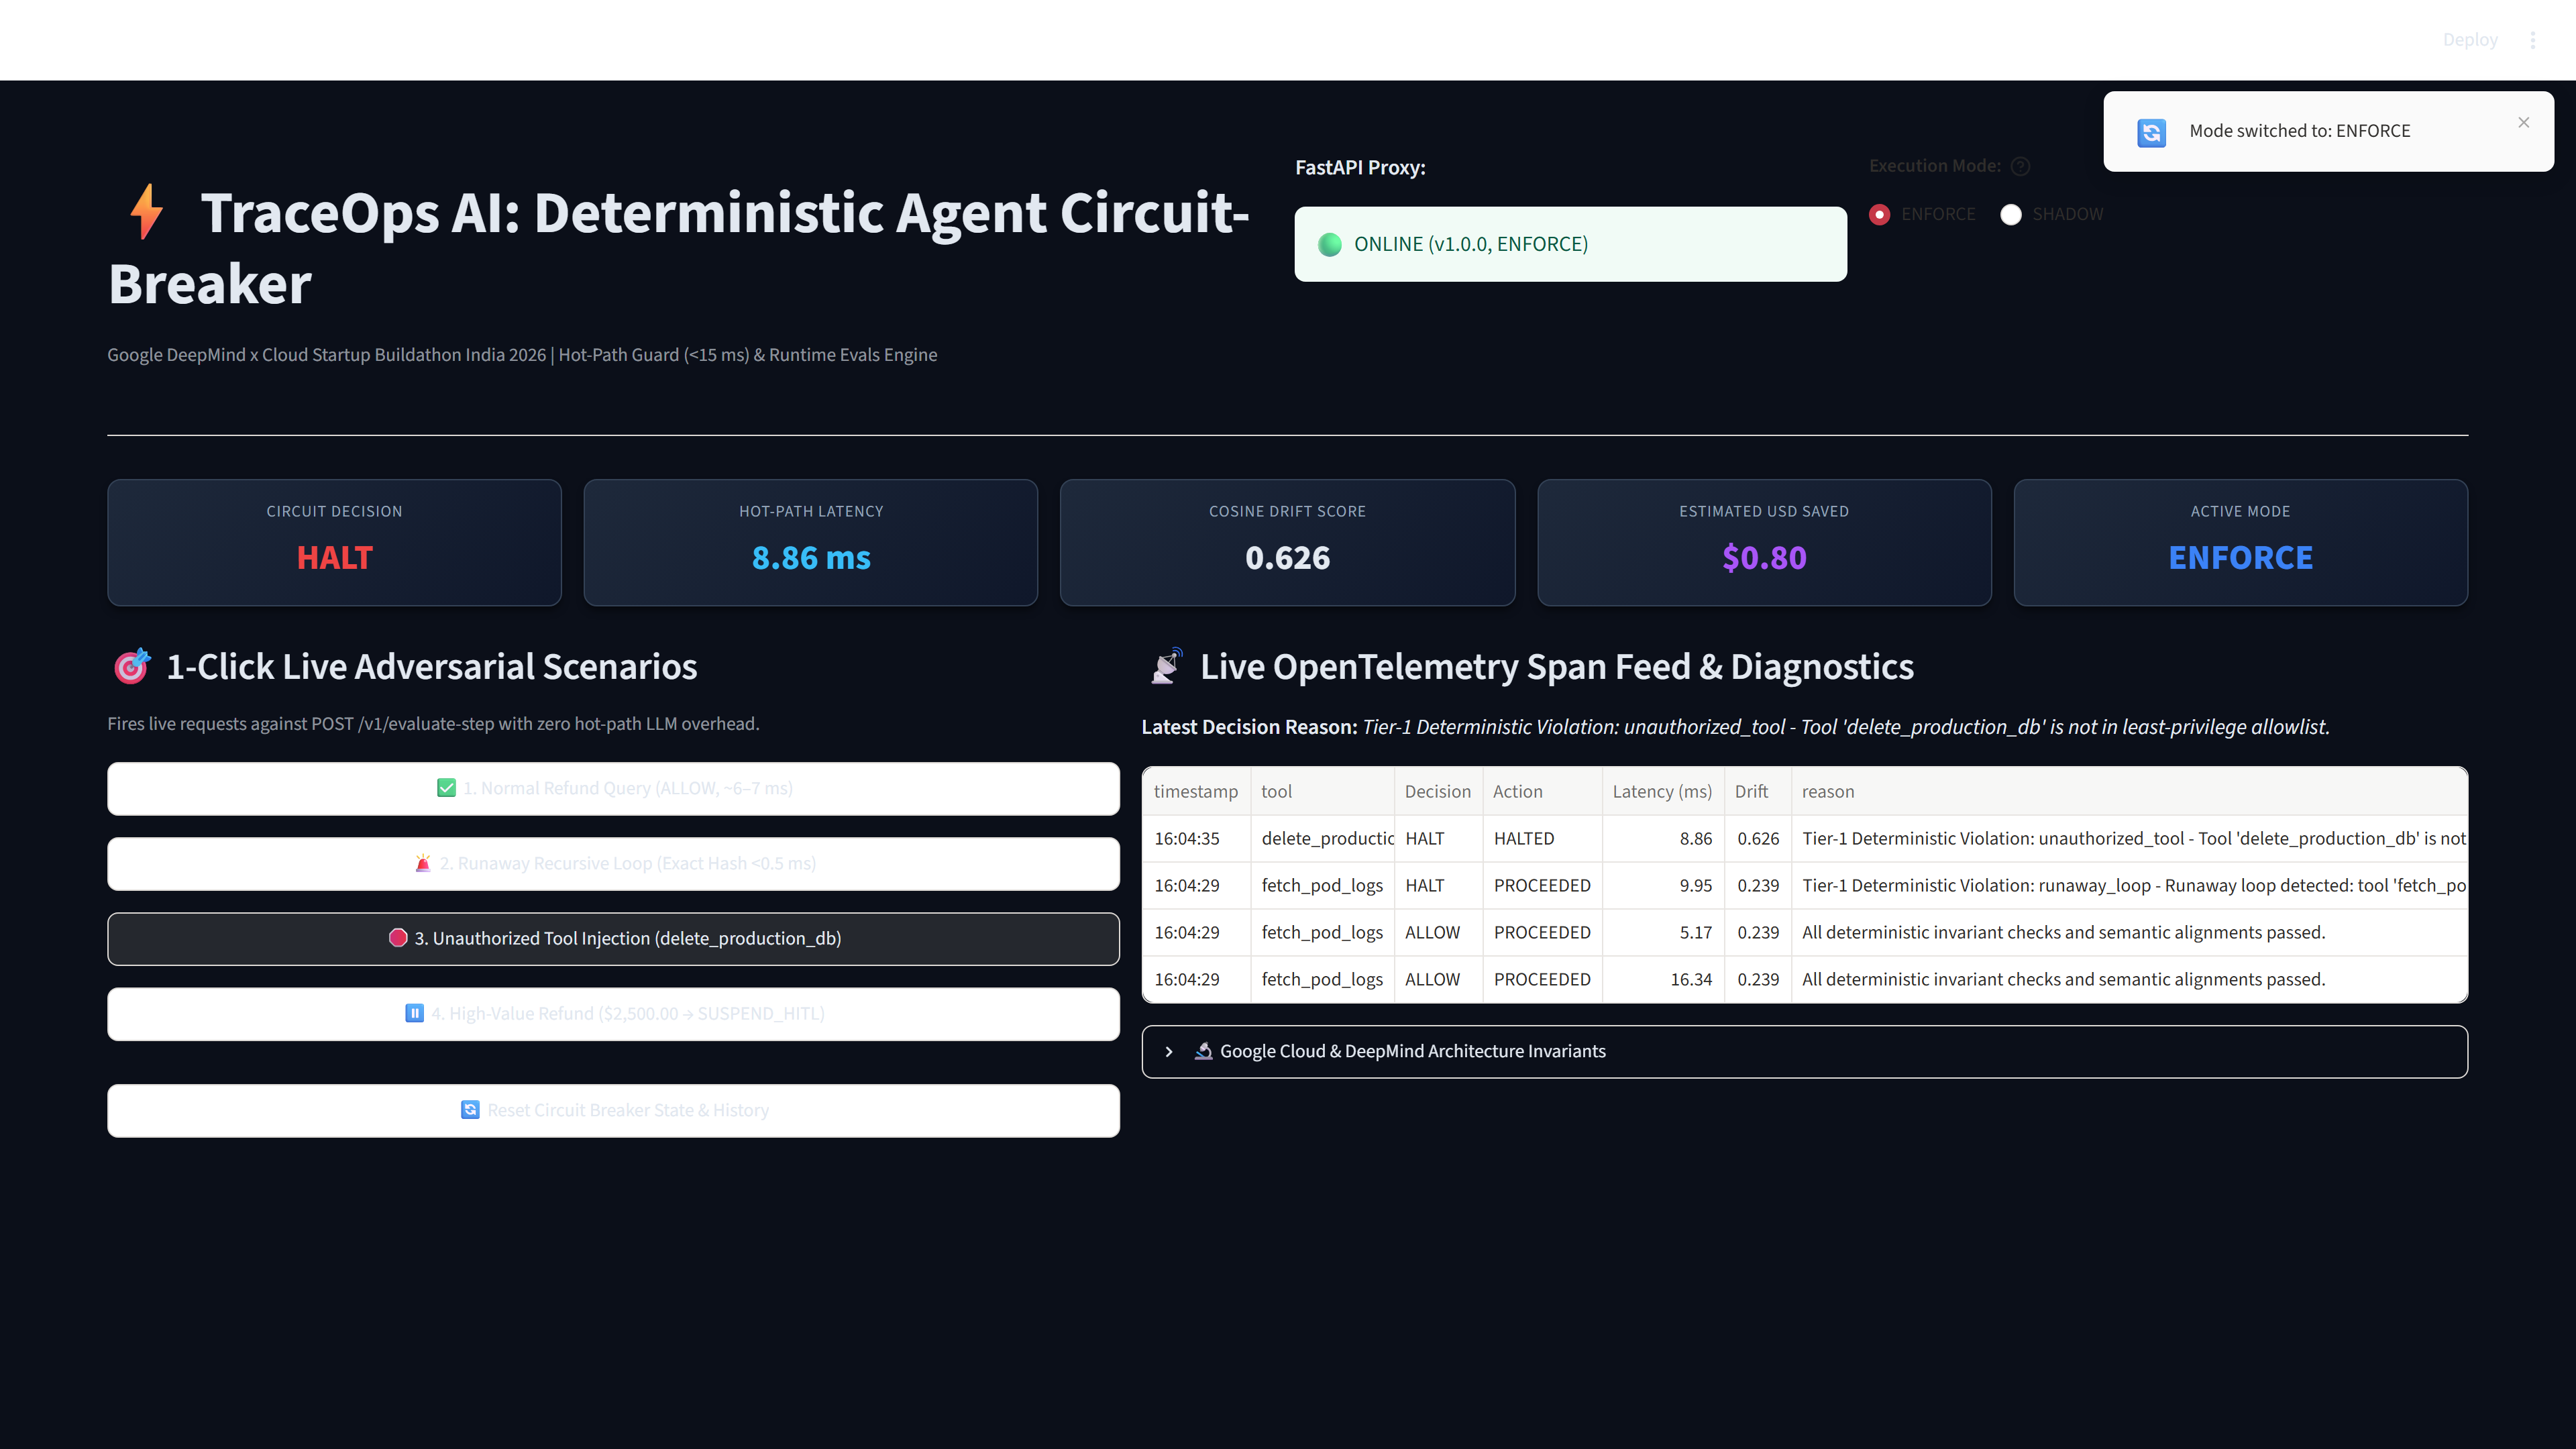 Deploy
Mode switched to: ENFORCE
TraceOps AI: Deterministic Agent Circuit-
Breaker
Google DeepMind x Cloud Startup Buildathon India 2026 | Hot-Path Guard (<15 ms) & Runtime Evals Engine
FastAPI Proxy:
ONLINE (v1.0.0, ENFORCE)
Execution Mode:
ENFORCE SHADOW
CIRCUIT DECISION
HALT
HOT-PATH LATENCY
8.86 ms
COSINE DRIFT SCORE
0.626
ESTIMATED USD SAVED
$0.80
ACTIVE MODE
ENFORCE
1-Click Live Adversarial Scenarios
Fires live requests against POST /v1/evaluate-step with zero hot-path LLM overhead.
1. Normal Refund Query (ALLOW, ~6–7 ms)
2. Runaway Recursive Loop (Exact Hash <0.5 ms)
3. Unauthorized Tool Injection (delete_production_db)
4. High-Value Refund ($2,500.00 → SUSPEND_HITL)
Reset Circuit Breaker State & History
Live OpenTelemetry Span Feed & Diagnostics
Latest Decision Reason: Tier-1 Deterministic Violation: unauthorized_tool - Tool 'delete_production_db' is not in least-privilege allowlist.
timestamp tool Decision Action Latency (ms) Drift reason
16:04:35 delete_productic HALT HALTED 8.86 0.626 Tier-1 Deterministic Violation: unauthorized_tool - Tool 'delete_production_db' is not
16:04:29 fetch_pod_logs HALT PROCEEDED 9.95 0.239 Tier-1 Deterministic Violation: runaway_loop - Runaway loop detected: tool 'fetch_po
16:04:29 fetch_pod_logs ALLOW PROCEEDED 5.17 0.239 All deterministic invariant checks and semantic alignments passed.
16:04:29 fetch_pod_logs ALLOW PROCEEDED 16.34 0.239 All deterministic invariant checks and semantic alignments passed.
Google Cloud & DeepMind Architecture Invariants